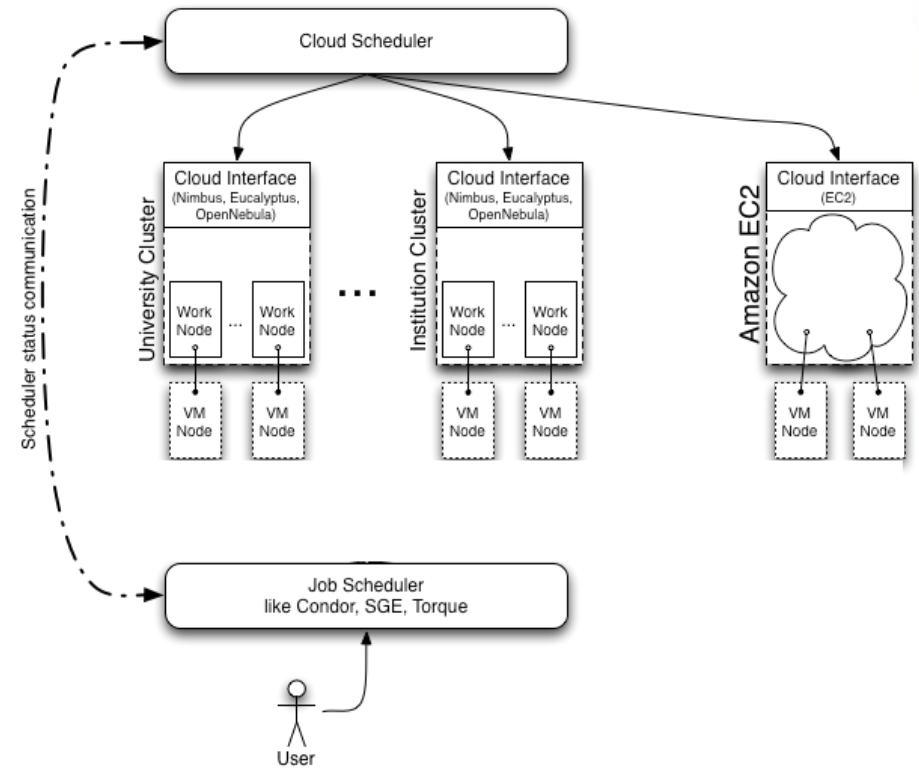 Cloud Scheduler
Scheduler status communication
University Cluster
Cloud Interface
(Nimbus, Eucalyptus,
OpenNebula)
Work
Node
...
Work
Node
VM
Node
VM
Node
...
Institution Cluster
Cloud Interface
(Nimbus, Eucalyptus,
OpenNebula)
Work
Node
...
Work
Node
VM
Node
VM
Node
Amazon EC2
Cloud Interface
(EC2)
VM
Node
VM
Node
Job Scheduler
like Condor, SGE, Torque
User